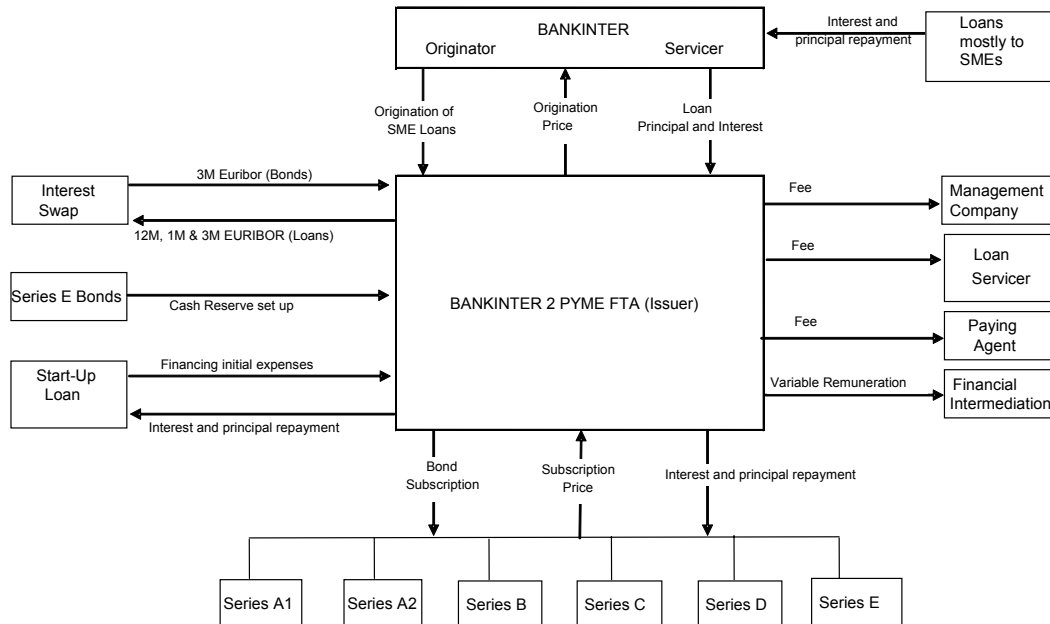 BANKINTER
Originator
Servicer
Interest and
principal repayment
Loans
mostly to
SMEs
Origination of
SME Loans
Origination
Price
Loan
Principal and Interest
Interest
Swap
3M Euribor (Bonds)
12M, 1M & 3M EURIBOR (Loans)
Series E Bonds
Cash Reserve set up
Start-Up
Loan
Financing initial expenses
Interest and principal repayment
BANKINTER 2 PYME FTA (Issuer)
Fee
Management
Company
Fee
Loan
Servicer
Fee
Paying
Agent
Variable Remuneration
Financial
Intermediation
Bond
Subscription
Subscription
Price
Interest and principal repayment
Series A1
Series A2
Series B
Series C
Series D
Series E